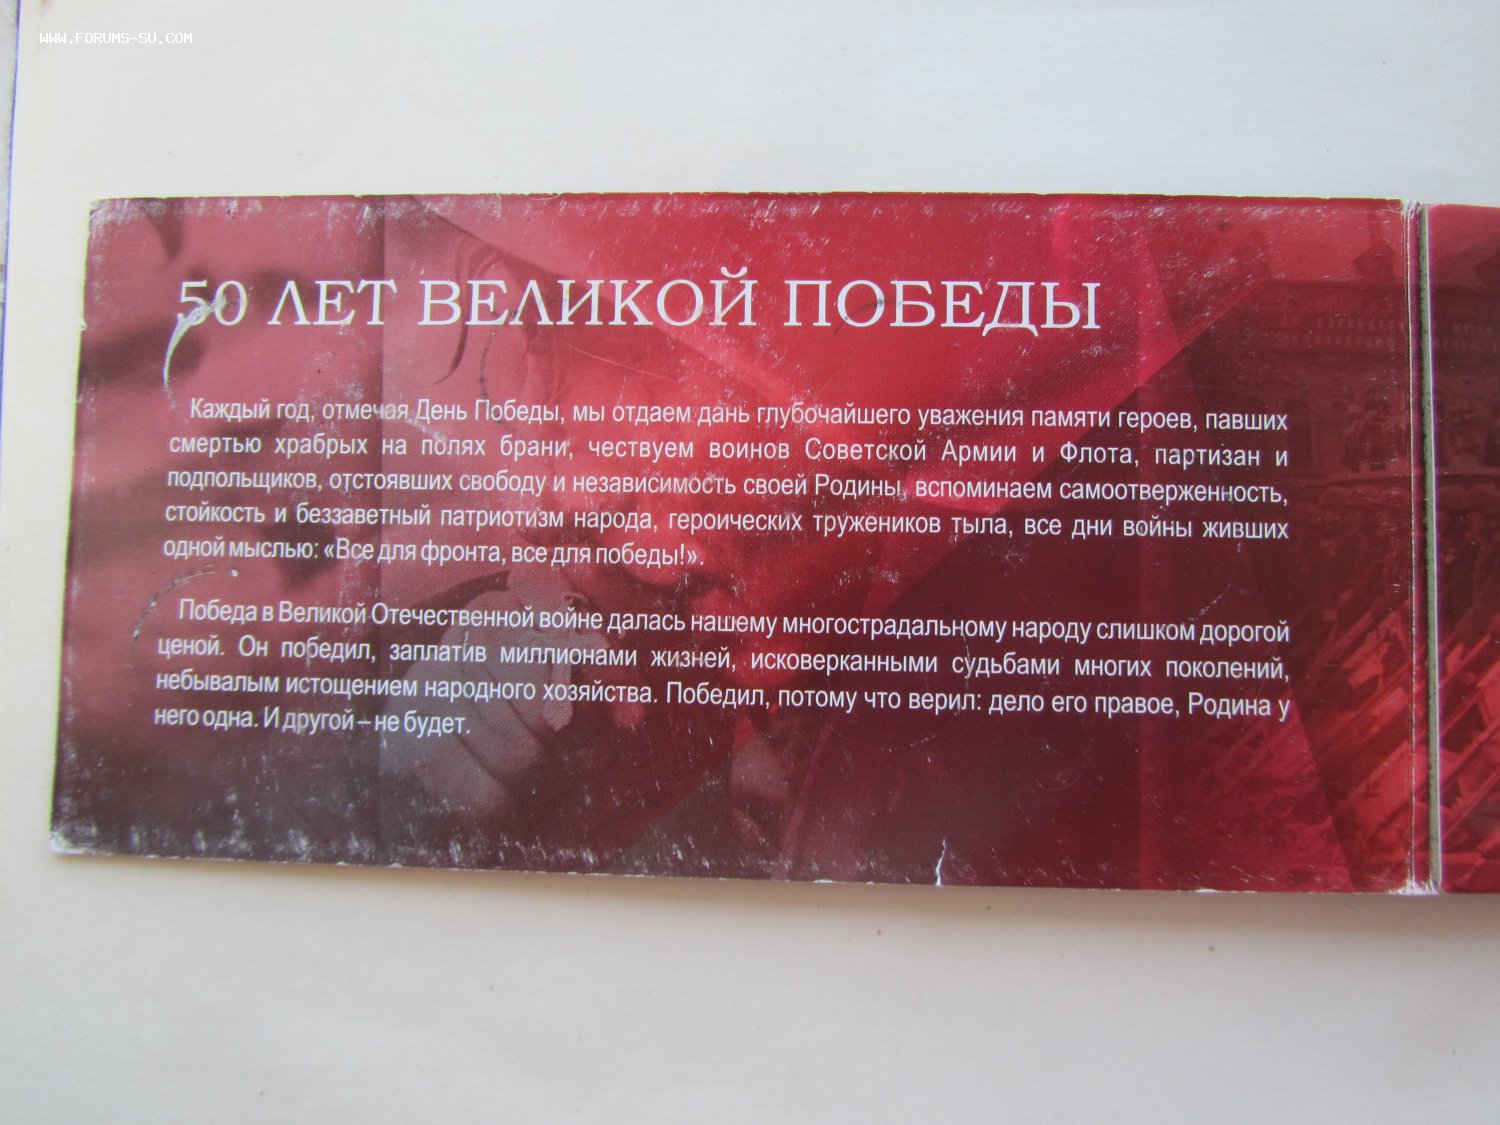 WWW.FORUMS-SU.COM
50 ЛЕТ ВЕЛИКОЙ ПОБЕДЫ
Каждый год, отмечая День Победы, мы отдаем дань глубочайшего уважения памяти героев, павших
смертью храбрых на полях брани, чествуем воинов Советской Армии и Флота, партизан и
подпольщиков, отстоявших свободу и независимость своей Родины, вспоминаем самоотверженность,
стойкость и беззаветный патриотизм народа, героических тружеников тыла, все дни войны живших
одной мыслью: «Все для фронта, все для победы!».
Победа в Великой Отечественной войне далась нашему многострадальному народу слишком дорогой
ценой. Он победил, заплатив миллионами жизней, исковерканными судьбами многих поколений,
небывалым истощением народного хозяйства. Победил, потому что верил: дело его правое, Родина у
него одна. И другой – не будет.